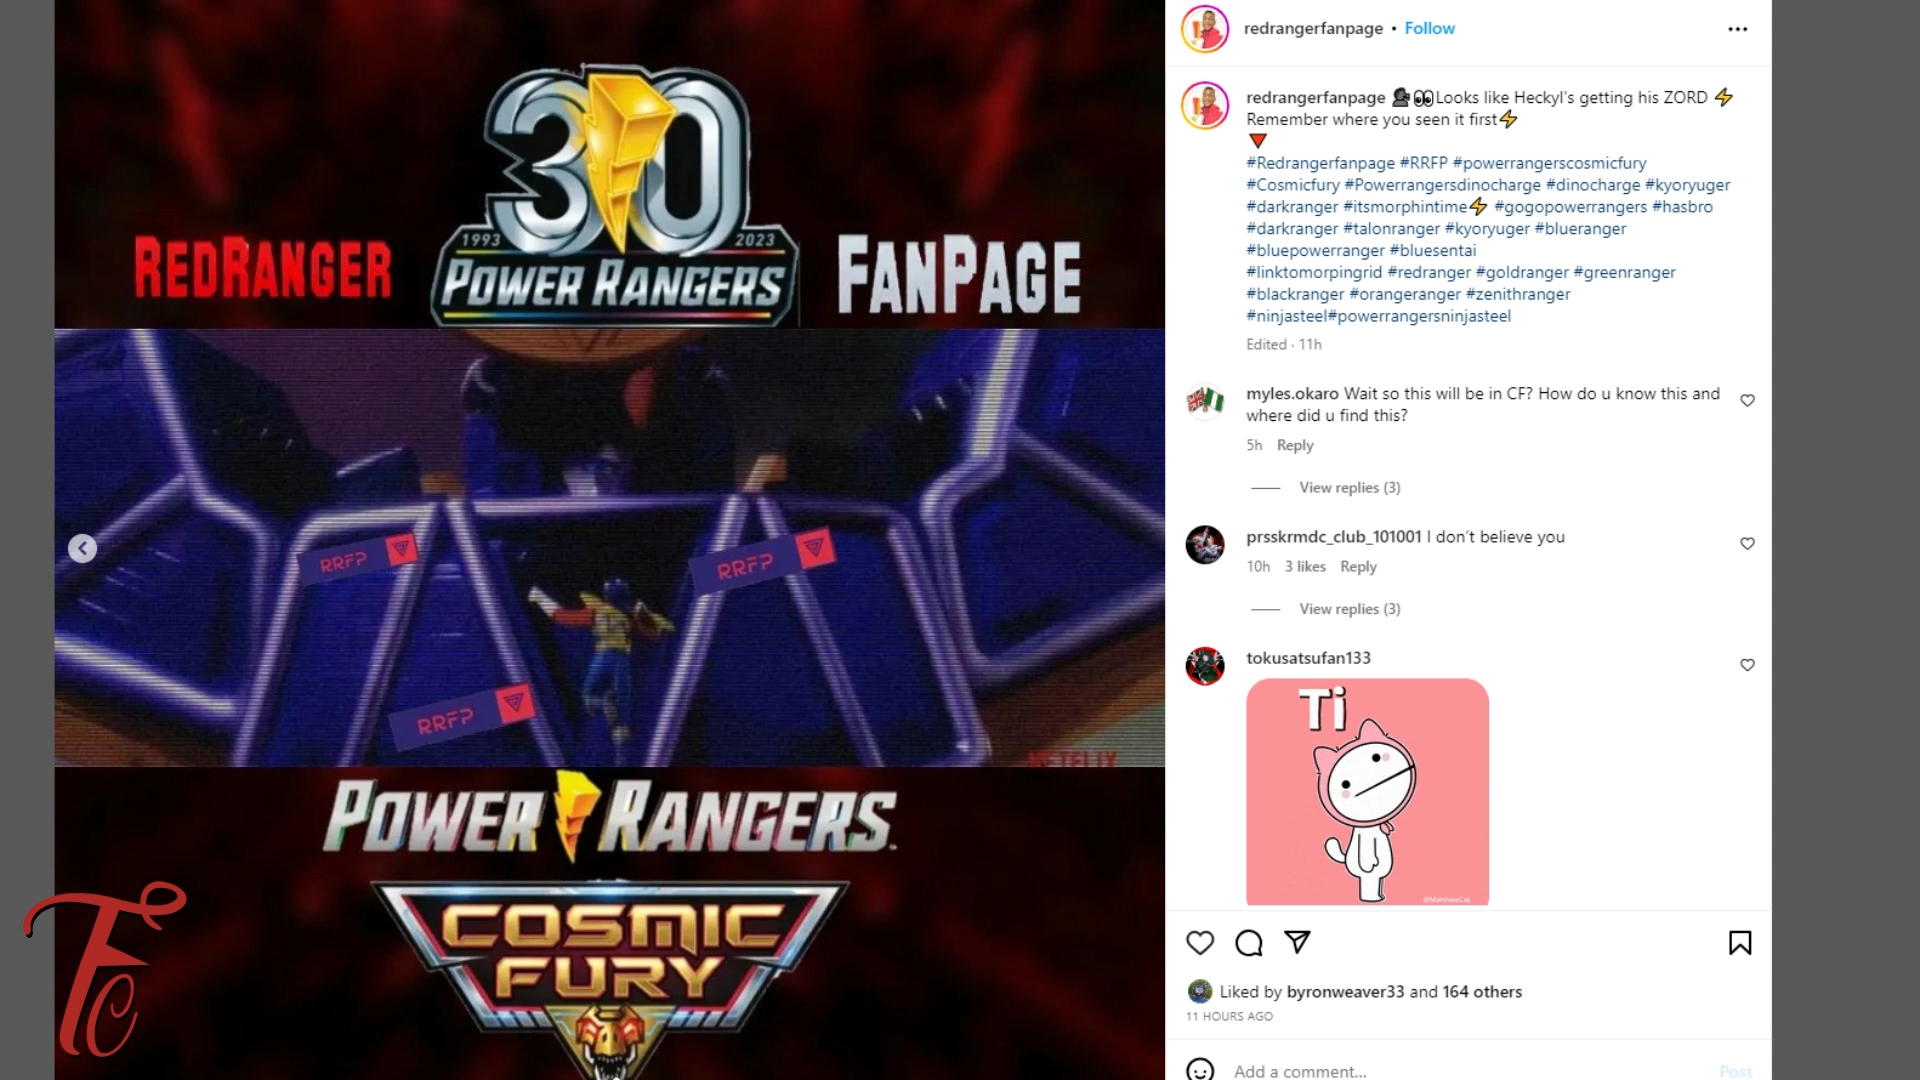 30
1993
2023
POWER RANGERS
REDRANGER
FANPAGE
RRFP
RRFP
RRFP
NETFLIX
POWER RANGERS
COSMIC
FURY
FC
redrangerfanpage • Follow
redrangerfanpage 🗣👀Looks like Heckyl's getting his ZORD ⚡
Remember where you seen it first⚡
🔻
#Redrangerfanpage #RRFP #powerrangerscosmicfury
#Cosmicfury #Powerrangersdinocharge #dinocharge #kyoryuger
#darkranger #itsmorphintime⚡ #gogopowerrangers #hasbro
#darkranger #talonranger #kyoryuger #blueranger
#bluepowerranger #bluesentai
#linktomorpingrid #redranger #goldranger #greenranger
#blackranger #orangeranger #zenithranger
#ninjasteel#powerrangersninjasteel
Edited · 11h
myles.okaro Wait so this will be in CF? How do u know this and
where did u find this?
5h Reply
View replies (3)
prsskrmdc_club_101001 I don't believe you
10h 3 likes Reply
View replies (3)
tokusatsufan133
Ti
@ManhwaCat
Liked by byronweaver33 and 164 others
11 HOURS AGO
Add a comment...
Post